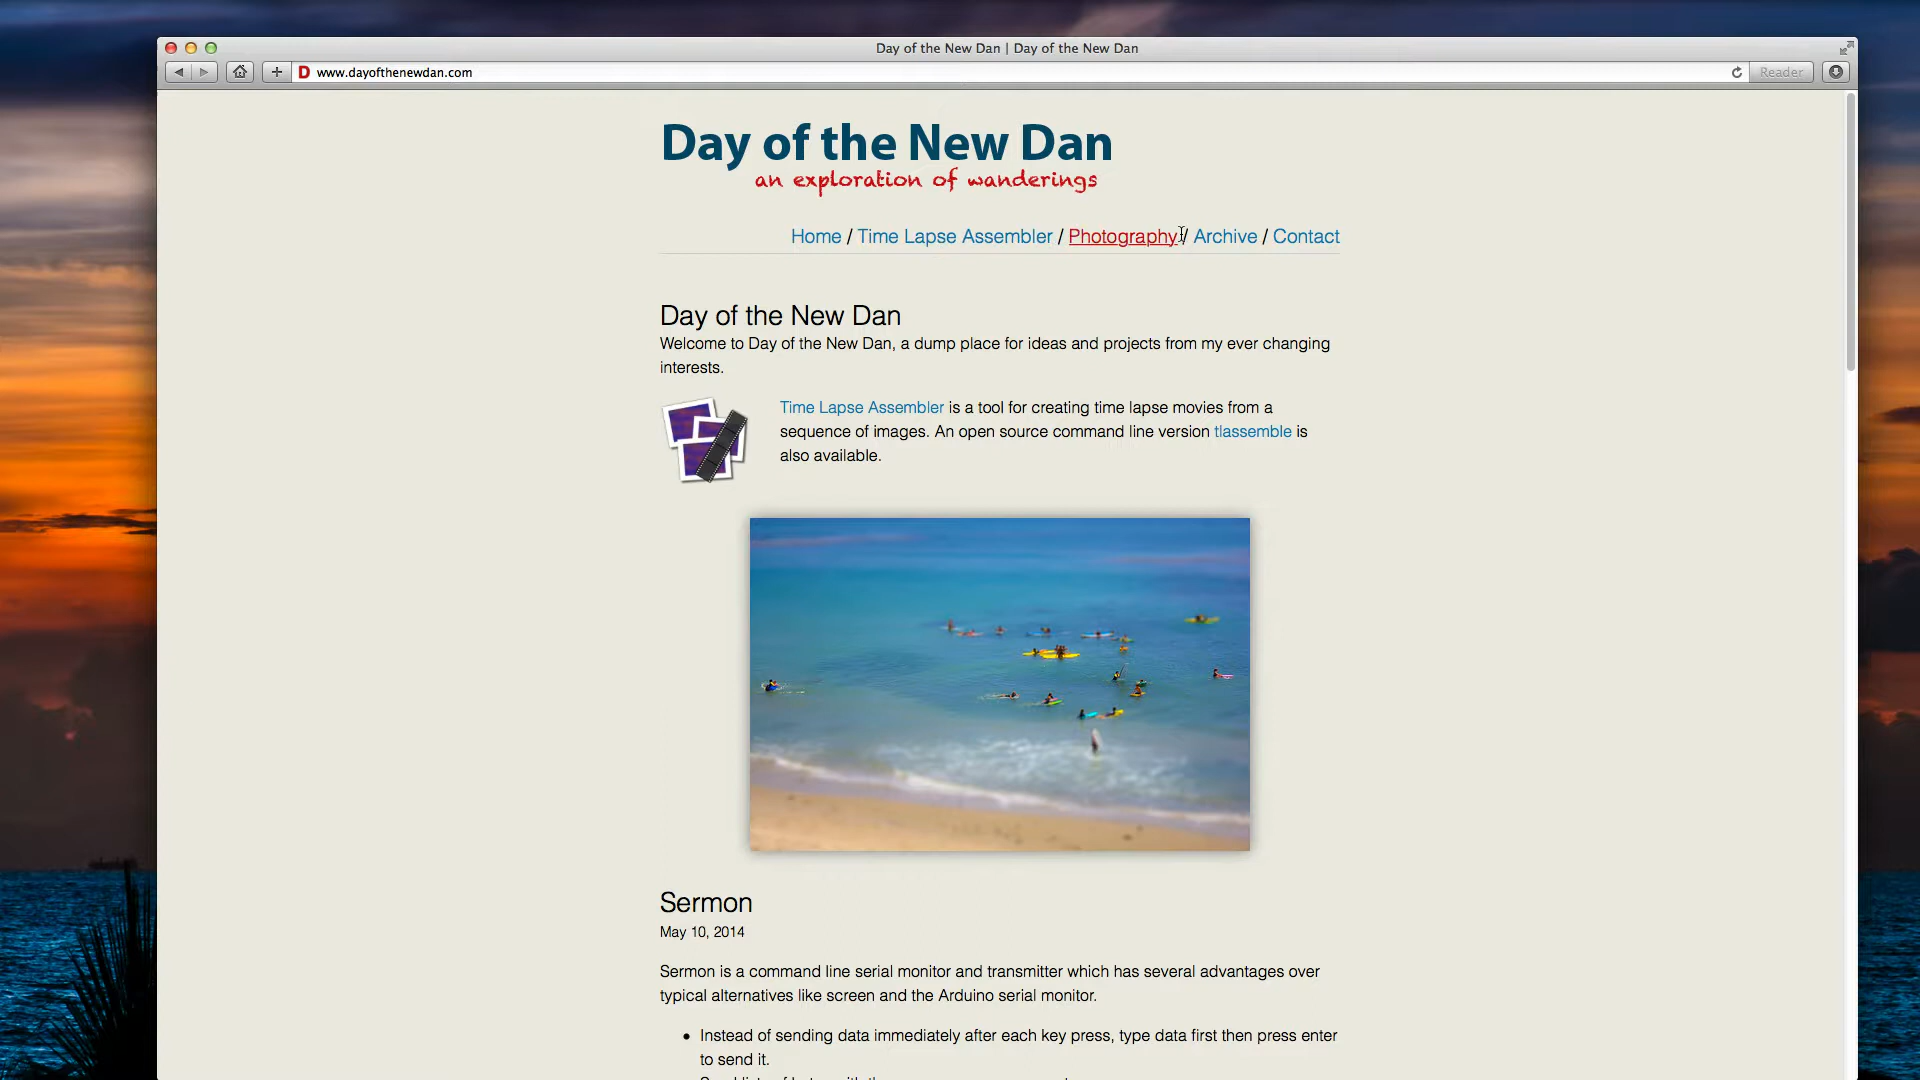 Day of the New Dan | Day of the New Dan
D www.dayofthenewdan.com
Reader
Day of the New Dan
an exploration of wanderings
Home / Time Lapse Assembler / Photography / Archive / Contact
Day of the New Dan
Welcome to Day of the New Dan, a dump place for ideas and projects from my ever changing
interests.
Time Lapse Assembler is a tool for creating time lapse movies from a
sequence of images. An open source command line version tlassemble is
also available.
Sermon
May 10, 2014
Sermon is a command line serial monitor and transmitter which has several advantages over
typical alternatives like screen and the Arduino serial monitor.
• Instead of sending data immediately after each key press, type data first then press enter
to send it.